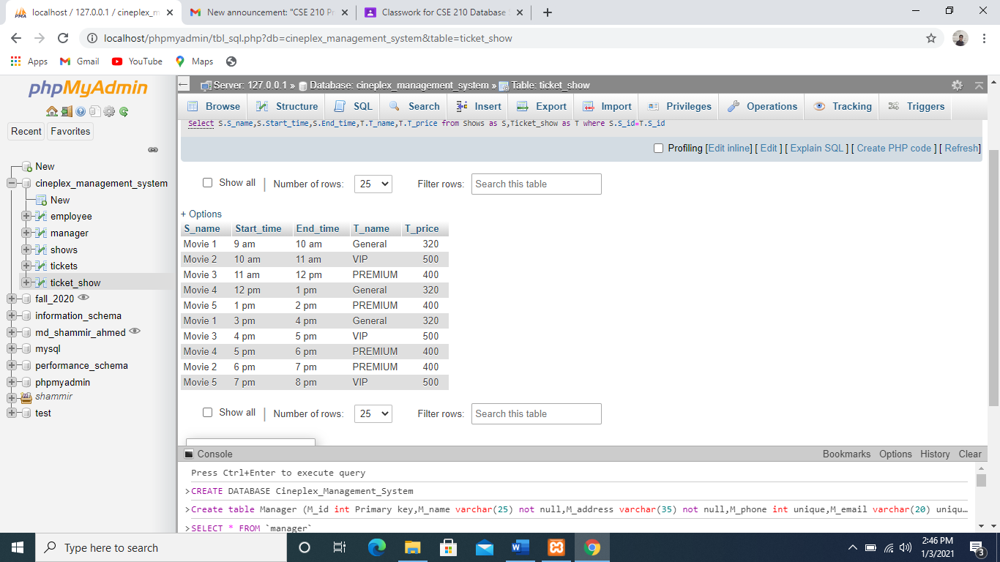 localhost / 127.0.0.1 / cineplex_m
New announcement: "CSE 210 Pr
Classwork for CSE 210 Database
localhost/phpmyadmin/tbl_sql.php?db=cineplex_management_system&table=ticket_show
Apps Gmail YouTube Maps
phpMyAdmin
Recent Favorites
New
cineplex_management_system
New
employee
manager
shows
tickets
ticket_show
fall_2020
information_schema
md_shammir_ahmed
mysql
performance_schema
phpmyadmin
shammir
test
Server: 127.0.0.1 » Database: cineplex_management_system » Table: ticket_show
Browse Structure SQL Search Insert Export Import Privileges Operations Tracking Triggers
Select S.S_name,S.Start_time,S.End_time,T.T_name,T.T_price from Shows as S,Ticket_show as T where S.S_id=T.S_id
Profiling [Edit inline] [ Edit ] [ Explain SQL ] [ Create PHP code ] [ Refresh]
Show all | Number of rows: 25 Filter rows: Search this table
+ Options
S_name Start_time End_time T_name T_price
Movie 1 9 am 10 am General 320
Movie 2 10 am 11 am VIP 500
Movie 3 11 am 12 pm PREMIUM 400
Movie 4 12 pm 1 pm General 320
Movie 5 1 pm 2 pm PREMIUM 400
Movie 1 3 pm 4 pm General 320
Movie 3 4 pm 5 pm VIP 500
Movie 4 5 pm 6 pm PREMIUM 400
Movie 2 6 pm 7 pm PREMIUM 400
Movie 5 7 pm 8 pm VIP 500
Show all | Number of rows: 25 Filter rows: Search this table
Console Bookmarks Options History Clear
Press Ctrl+Enter to execute query
>CREATE DATABASE Cineplex_Management_System
>Create table Manager (M_id int Primary key,M_name varchar(25) not null,M_address varchar(35) not null,M_phone int unique,M_email varchar(20) uniqu…
>SELECT * FROM `manager`
Type here to search
2:46 PM
1/3/2021
3